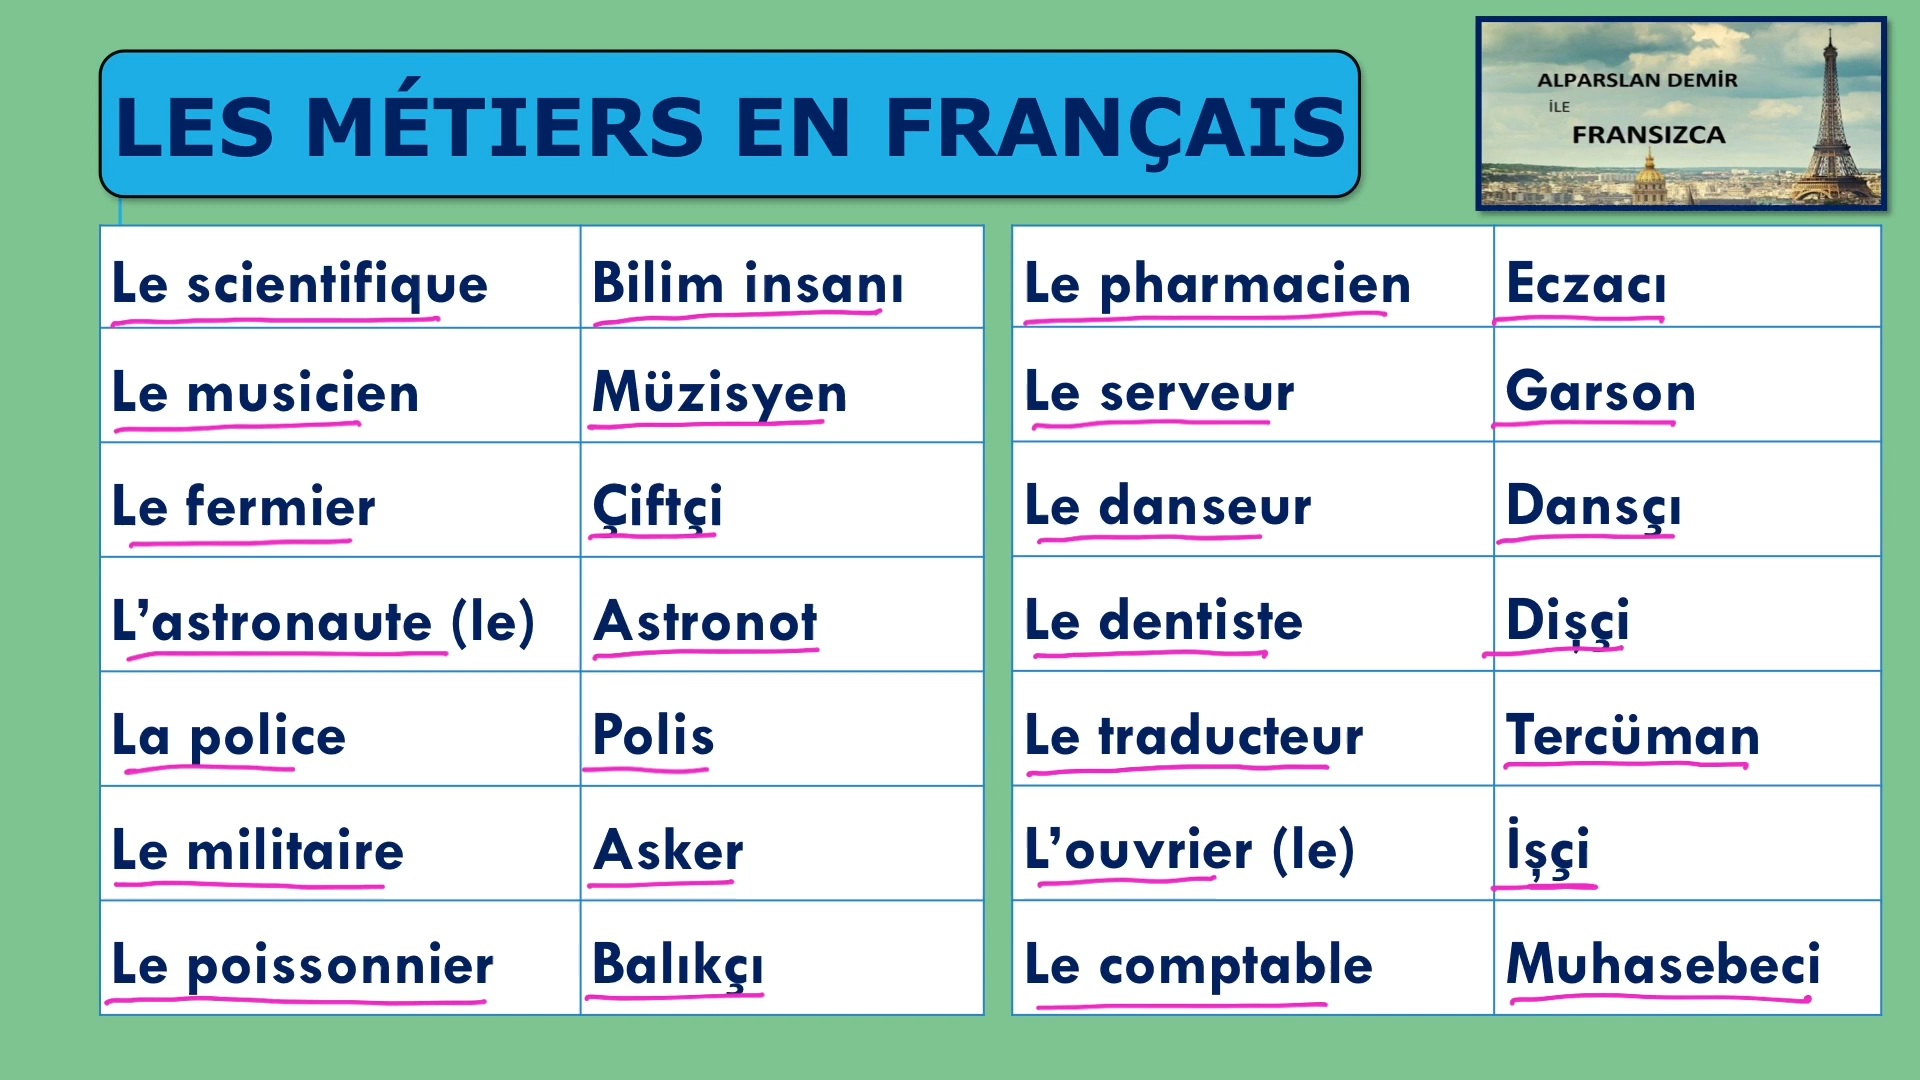 LES MÉTIERS EN FRANÇAIS
ALPARSLAN DEMİR
İLE
FRANSIZCA
Le scientifique Bilim insanı
Le musicien Müzisyen
Le fermier Çiftçi
L’astronaute (le) Astronot
La police Polis
Le militaire Asker
Le poissonnier Balıkçı
Le pharmacien Eczacı
Le serveur Garson
Le danseur Dansçı
Le dentiste Dişçi
Le traducteur Tercüman
L’ouvrier (le) İşçi
Le comptable Muhasebeci